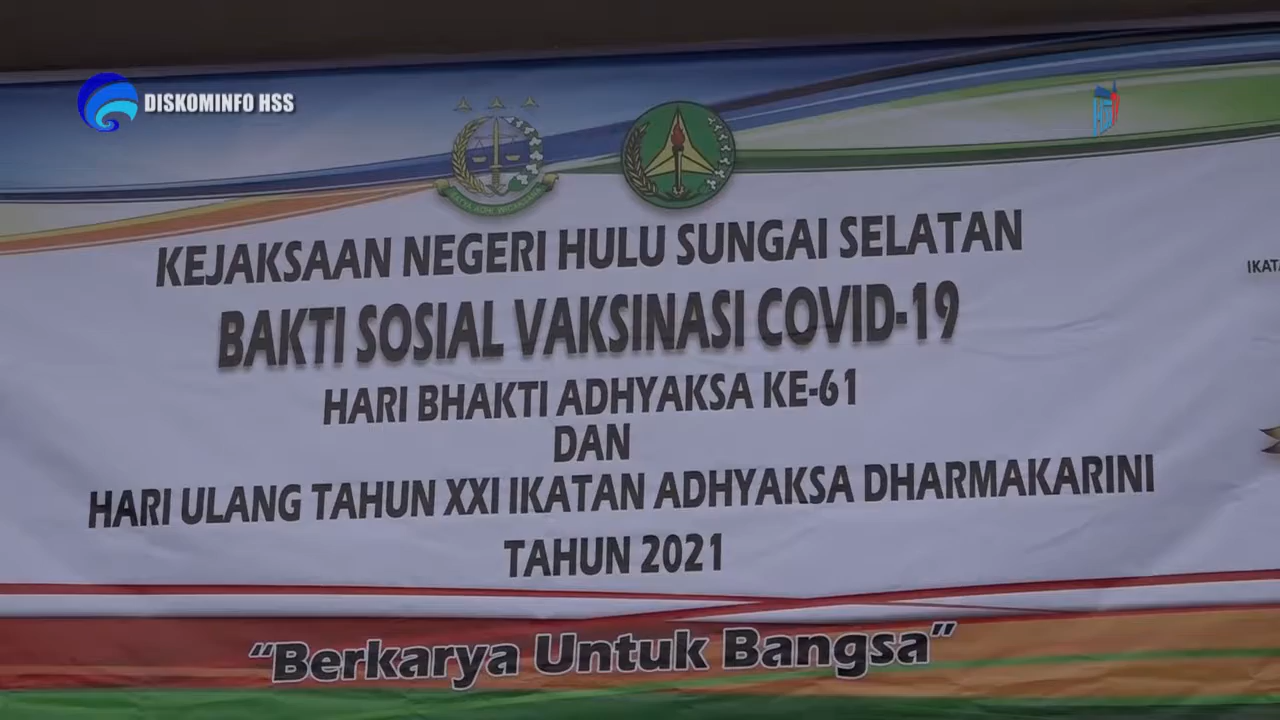 DISKOMINFO HSS
KEJAKSAAN NEGERI HULU SUNGAI SELATAN
BAKTI SOSIAL VAKSINASI COVID-19
HARI BHAKTI ADHYAKSA KE-61
DAN
HARI ULANG TAHUN XXI IKATAN ADHYAKSA DHARMAKARINI
TAHUN 2021
"Berkarya Untuk Bangsa"